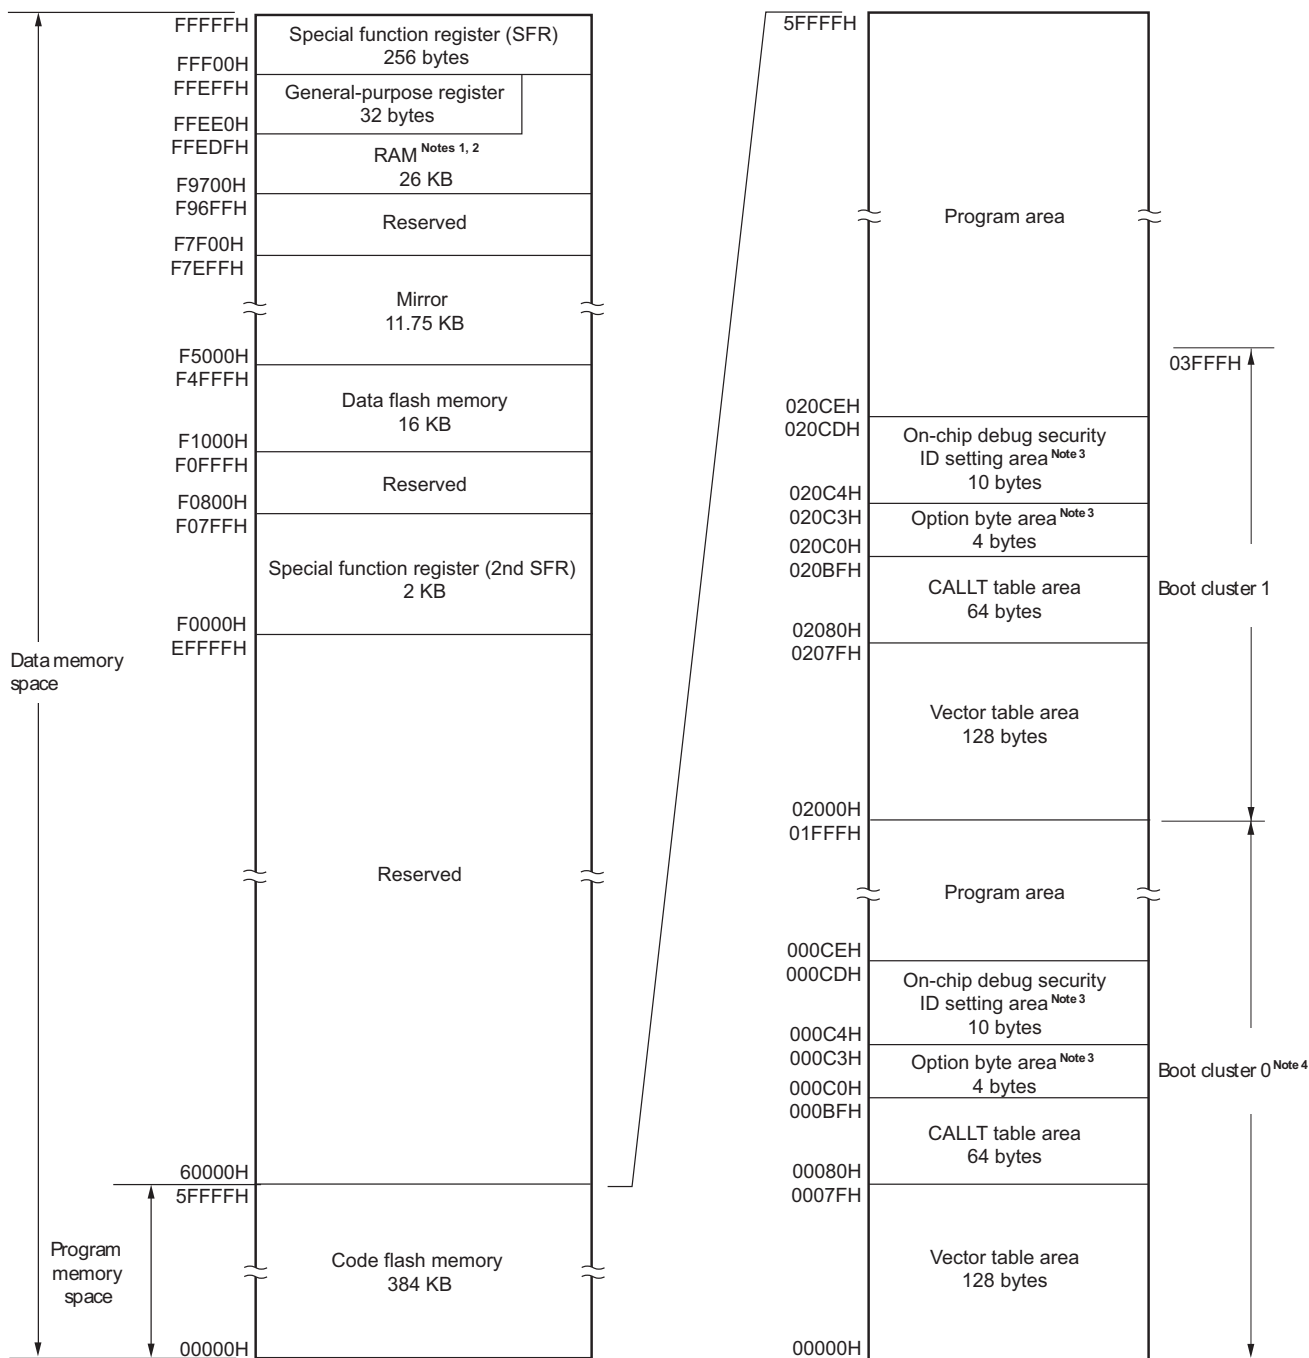 FFFFFH
Special function register (SFR)
256 bytes
FFF00H
FFEFFH
General-purpose register
32 bytes
FFEE0H
FFEDFH
RAM Notes 1, 2
26 KB
F9700H
F96FFH
Reserved
F7F00H
F7EFFH
Mirror
11.75 KB
F5000H
F4FFFH
Data flash memory
16 KB
F1000H
F0FFFH
Reserved
F0800H
F07FFH
Special function register (2nd SFR)
2 KB
F0000H
EFFFFH
Data memory
space
Reserved
60000H
5FFFFH
Program
memory
space
Code flash memory
384 KB
00000H
5FFFFH
Program area
03FFFH
020CEH
020CDH
On-chip debug security
ID setting area Note 3
10 bytes
020C4H
020C3H
Option byte area Note 3
4 bytes
020C0H
020BFH
CALLT table area
64 bytes
Boot cluster 1
02080H
0207FH
Vector table area
128 bytes
02000H
01FFFH
Program area
000CEH
000CDH
On-chip debug security
ID setting area Note 3
10 bytes
000C4H
000C3H
Option byte area Note 3
4 bytes
Boot cluster 0 Note 4
000C0H
000BFH
CALLT table area
64 bytes
00080H
0007FH
Vector table area
128 bytes
00000H